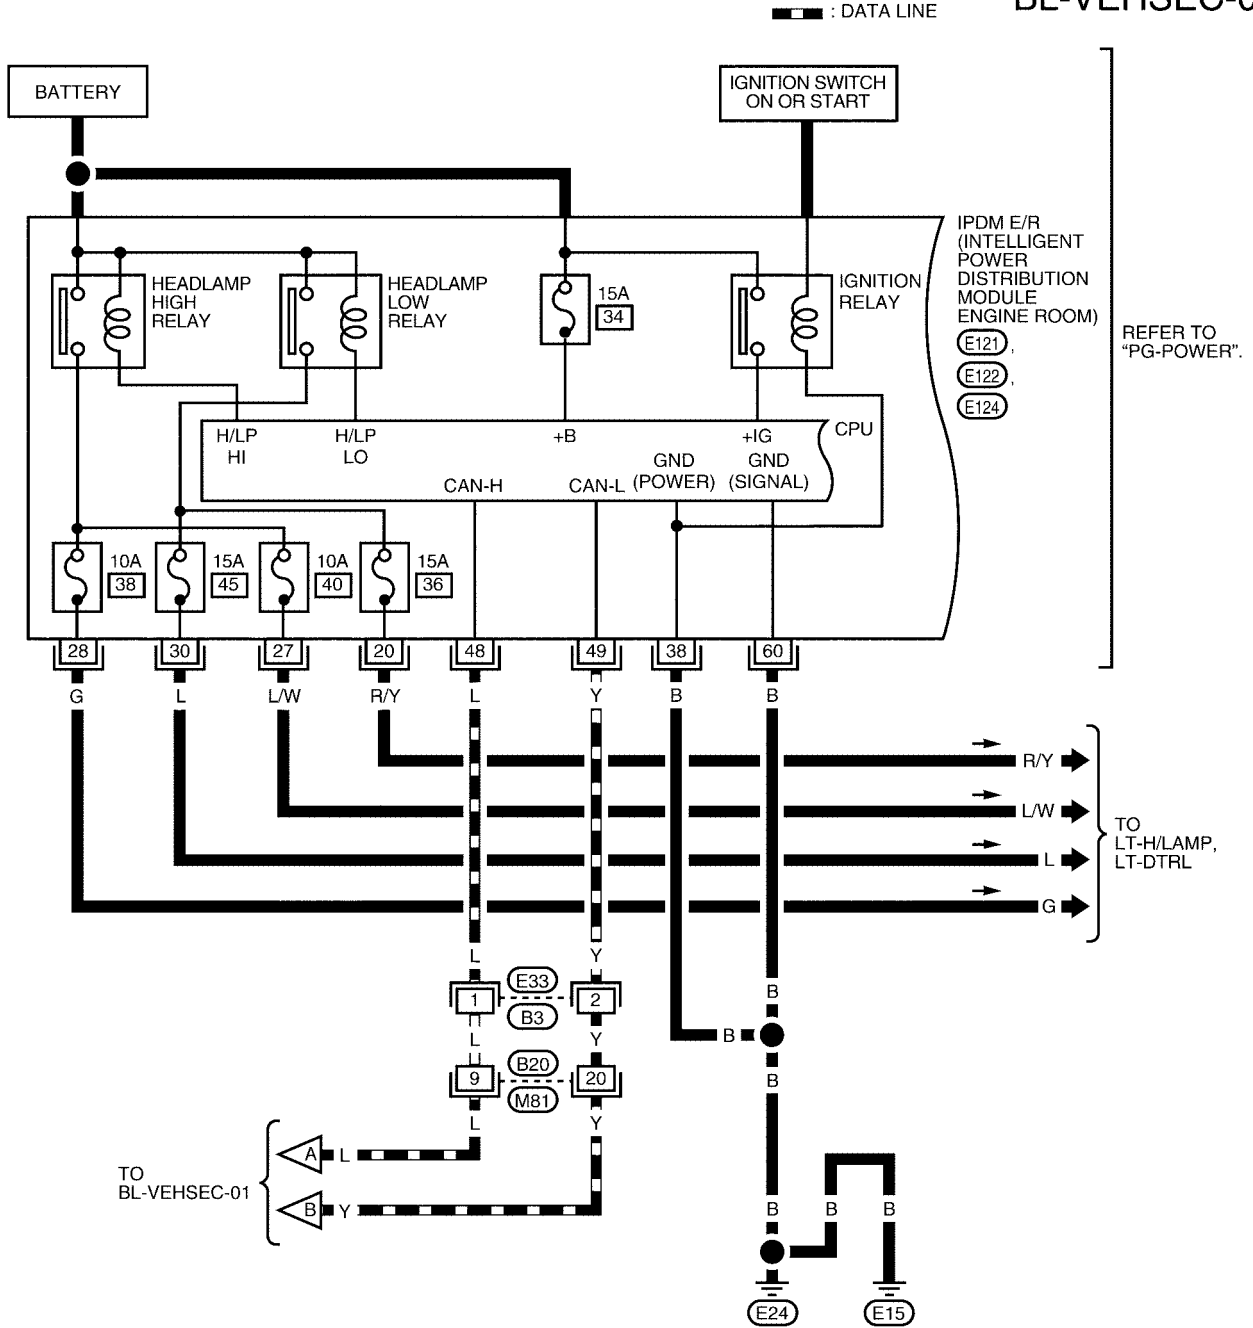 : DATA LINE
BATTERY
IGNITION SWITCH
ON OR START
HEADLAMP
HIGH
RELAY
HEADLAMP
LOW
RELAY
15A
34
IGNITION
RELAY
IPDM E/R
(INTELLIGENT
POWER
DISTRIBUTION
MODULE
ENGINE ROOM)
E121 ,
E122 ,
E124
REFER TO
“PG-POWER”.
H/LP
HI
H/LP
LO
+B
+IG
CPU
CAN-H
CAN-L
GND
(POWER)
GND
(SIGNAL)
10A
38
15A
45
10A
40
15A
36
28 30 27 20 48 49 38 60
G L L/W R/Y L Y B B
R/Y
L/W
L
G
TO
LT-H/LAMP,
LT-DTRL
L Y B
1 E33 2
B3
L Y B
B
9 B20 20
M81
L Y
TO
BL-VEHSEC-01
A L
B Y
B B B
E24 E15